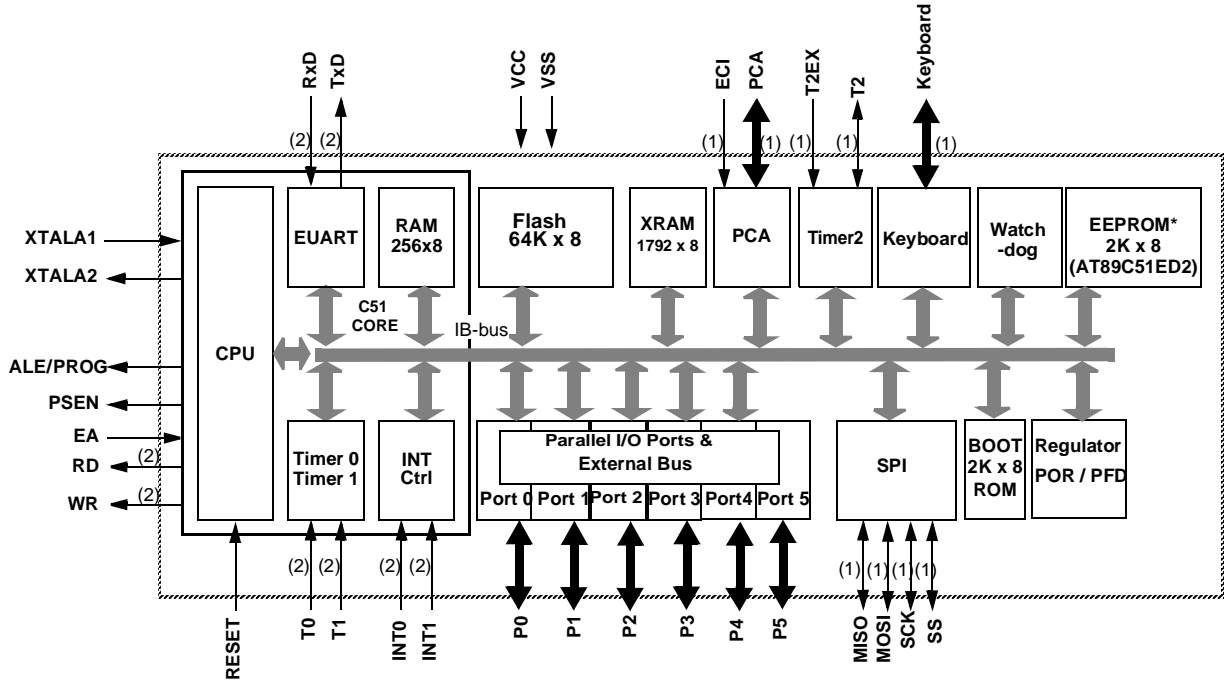 RxD
TxD
VCC
VSS
ECI
PCA
T2EX
T2
Keyboard
(2)
(2)
(1)
(1)
(1)
(1)
(1)
XTALA1
XTALA2
ALE/PROG
PSEN
EA
RD
(2)
WR
(2)
CPU
EUART
RAM
256x8
C51
CORE
IB-bus
Flash
64K x 8
XRAM
1792 x 8
PCA
Timer2
Keyboard
Watch
-dog
EEPROM*
2K x 8
(AT89C51ED2)
Timer 0
Timer 1
INT
Ctrl
Parallel I/O Ports &
External Bus
Port 0
Port 1
Port 2
Port 3
Port4
Port 5
SPI
BOOT
2K x 8
ROM
Regulator
POR / PFD
(2)
(2)
(2)
(2)
(1)
(1)
(1)
(1)
RESET
T0
T1
INT0
INT1
P0
P1
P2
P3
P4
P5
MISO
MOSI
SCK
SS